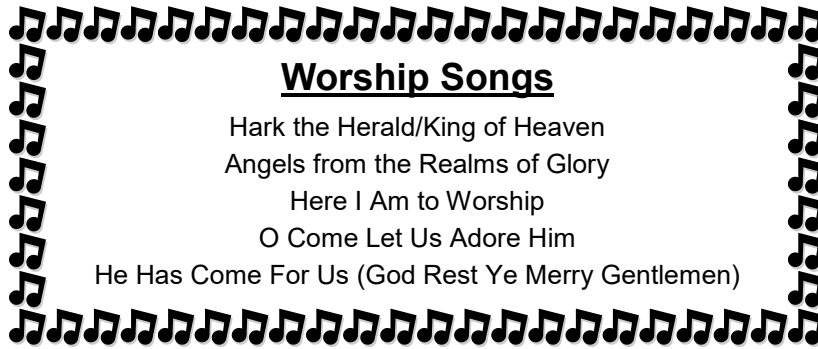 Worship Songs
Hark the Herald/King of Heaven
Angels from the Realms of Glory
Here I Am to Worship
O Come Let Us Adore Him
He Has Come For Us (God Rest Ye Merry Gentlemen)